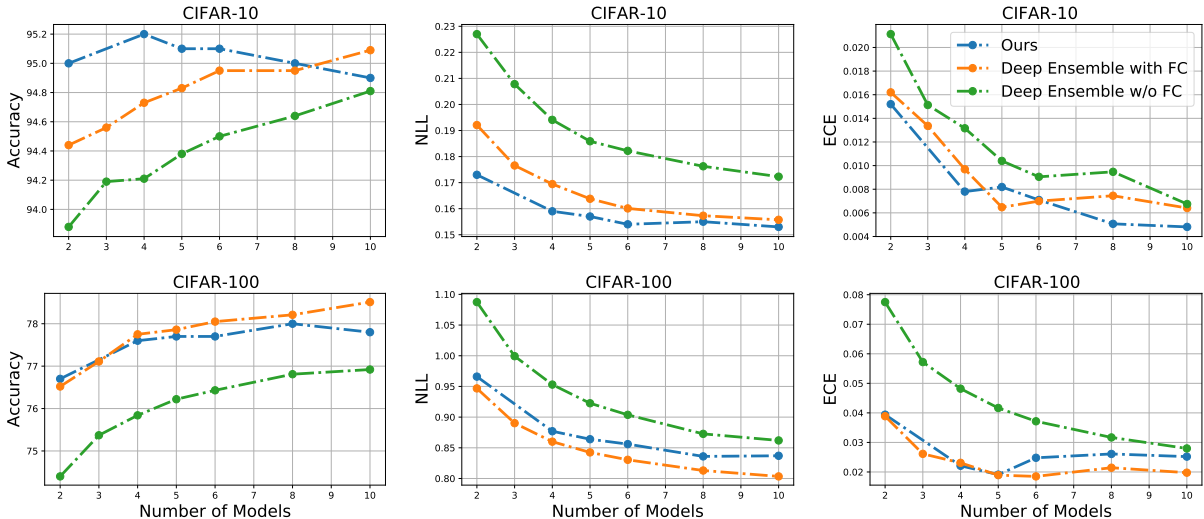 CIFAR-10
Accuracy
95.2
95.0
94.8
94.6
94.4
94.2
94.0
2 3 4 5 6 7 8 9 10
CIFAR-10
NLL
0.23
0.22
0.21
0.20
0.19
0.18
0.17
0.16
0.15
2 3 4 5 6 7 8 9 10
CIFAR-10
ECE
0.020
0.018
0.016
0.014
0.012
0.010
0.008
0.006
0.004
Ours
Deep Ensemble with FC
Deep Ensemble w/o FC
2 3 4 5 6 7 8 9 10
CIFAR-100
Accuracy
78
77
76
75
2 3 4 5 6 7 8 9 10
Number of Models
CIFAR-100
NLL
1.10
1.05
1.00
0.95
0.90
0.85
0.80
2 3 4 5 6 7 8 9 10
Number of Models
CIFAR-100
ECE
0.08
0.07
0.06
0.05
0.04
0.03
0.02
2 3 4 5 6 7 8 9 10
Number of Models